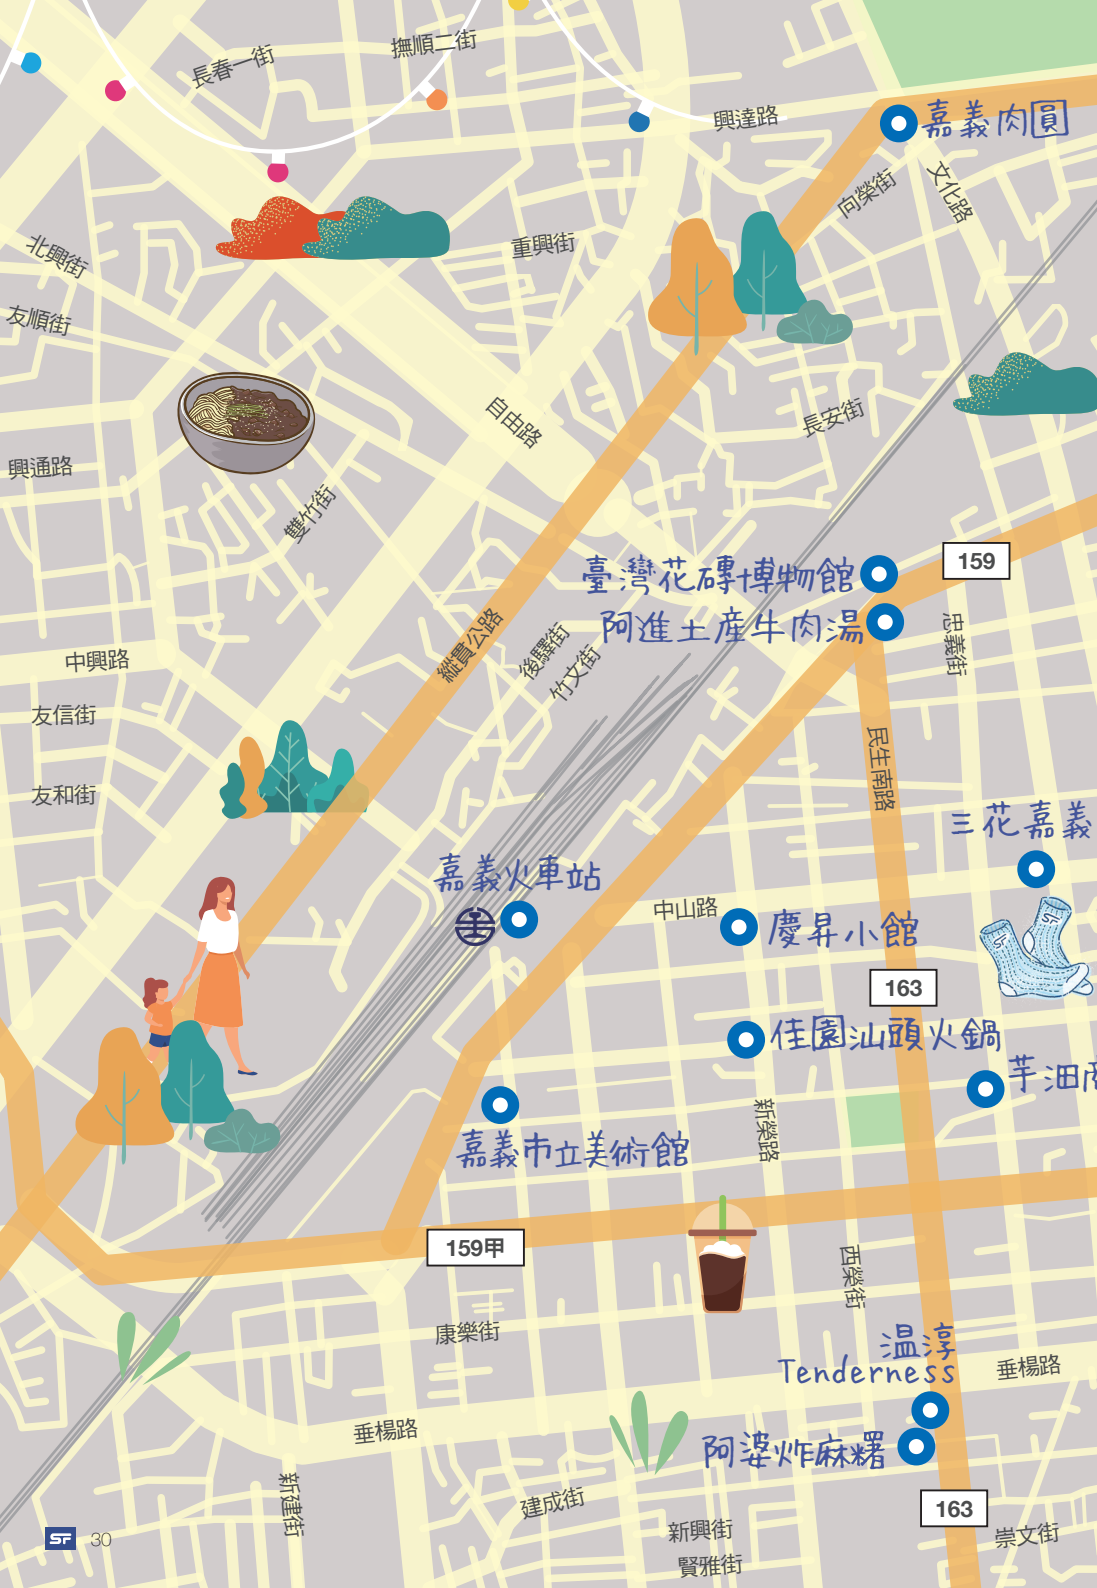 長春一街
撫順二街
興達路
嘉義肉圓
向榮街
文化路
北興街
重興街
友順街
自由路
長安街
興通路
雙竹街
159
臺灣花磚博物館
阿進土産牛肉湯
縱貫公路
後驛街
竹文街
忠義街
中興路
友信街
民生南路
友和街
三花嘉義
嘉義火車站
中山路
慶昇小館
SF
SF
163
佳園汕頭火鍋
新榮路
嘉義市立美術館
159甲
西榮街
康樂街
温淳
Tenderness
垂楊路
垂楊路
阿婆炸麻糬
新建街
建成街
163
新興街
崇文街
賢雅街
SF 30